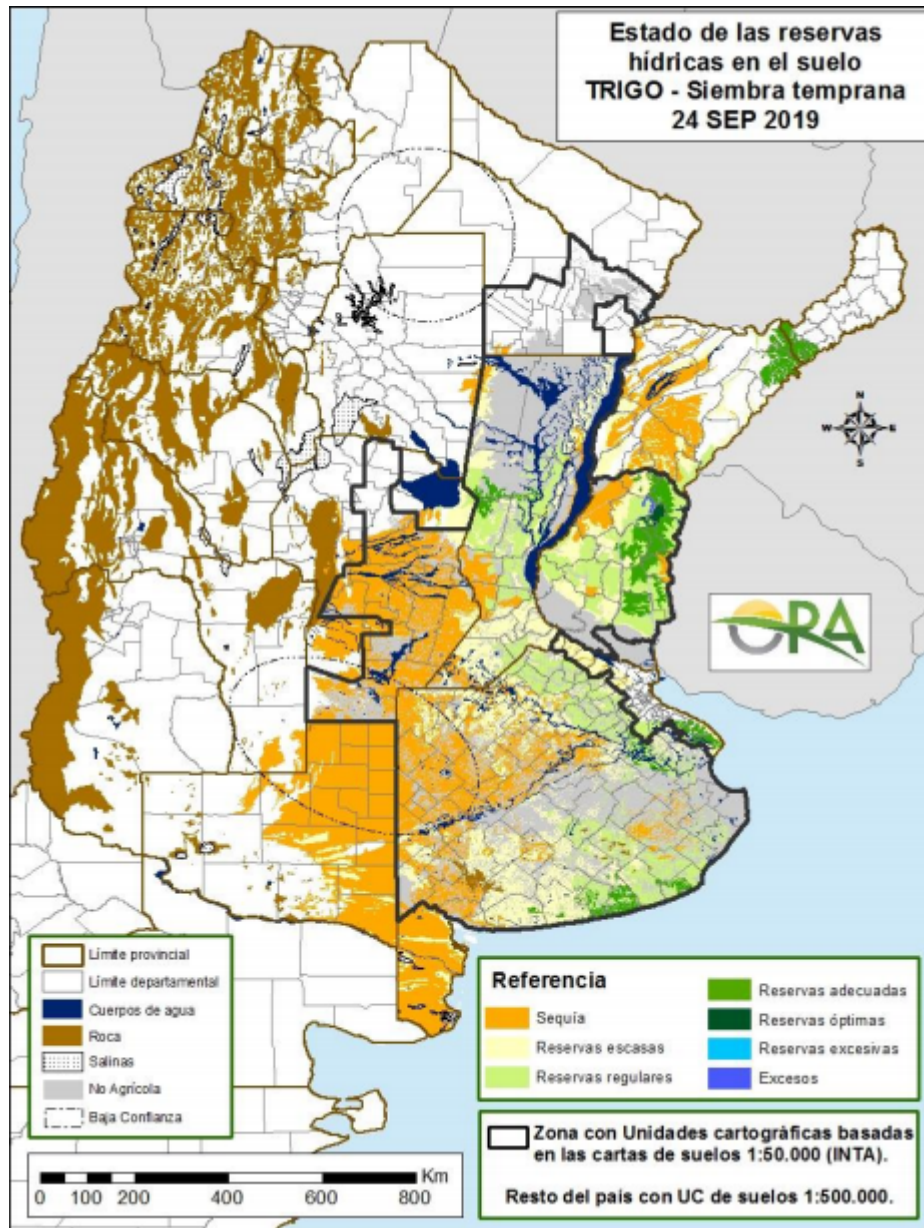 Estado de las reservas
hídricas en el suelo
TRIGO - Siembra temprana
24 SEP 2019
N
W E
S
ORA
Límite provincial
Límite departamental
Cuerpos de agua
Roca
Salinas
No Agrícola
Baja Confianza
Referencia
Sequía
Reservas escasas
Reservas regulares
Reservas adecuadas
Reservas óptimas
Reservas excesivas
Excesos
Zona con Unidades cartográficas basadas
en las cartas de suelos 1:50.000 (INTA).
Resto del país con UC de suelos 1:500.000.
Km
0 50 100 200 400 600 800